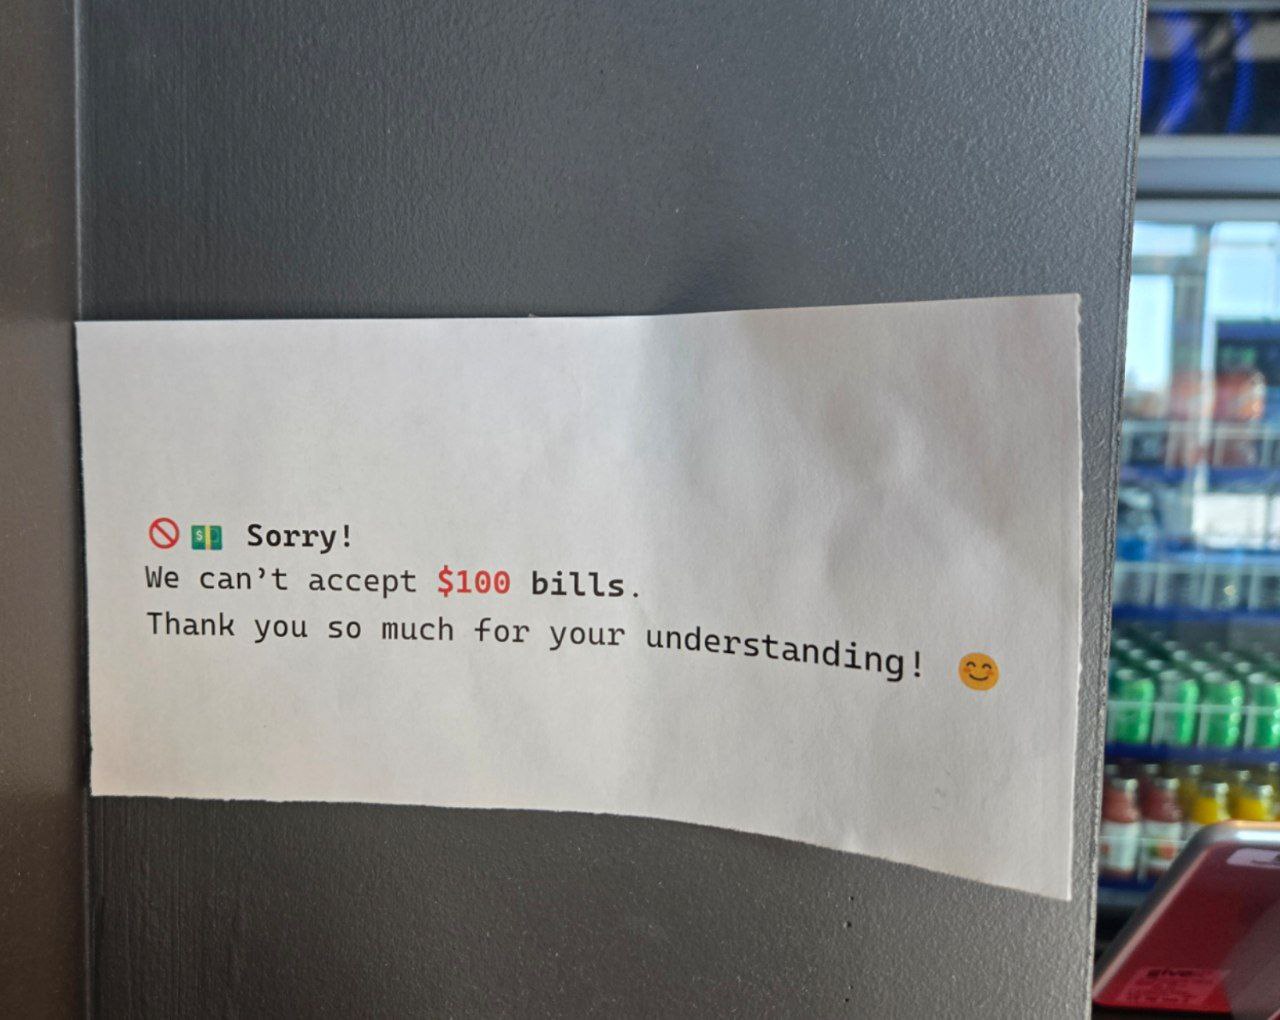 🚫💵 Sorry!
We can’t accept $100 bills.
Thank you so much for your understanding! 😊